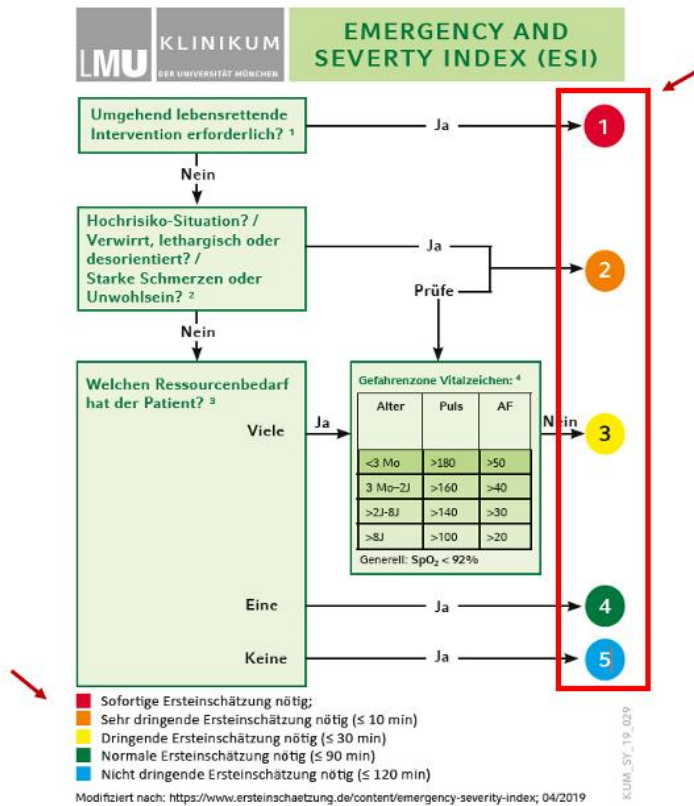 LMU
KLINIKUM
DER UNIVERSITÄT MÜNCHEN
EMERGENCY AND
SEVERTY INDEX (ESI)
Umgehend lebensrettende
Intervention erforderlich? ¹
Ja
1
Nein
Hochrisiko-Situation? /
Verwirrt, lethargisch oder
desorientiert? /
Starke Schmerzen oder
Unwohlsein? ²
Ja
Prüfe
2
Nein
Welchen Ressourcenbedarf
hat der Patient? ³
Viele
Ja
Gefahrenzone Vitalzeichen: ⁴
Alter Puls AF
<3 Mo >180 >50
3 Mo–2J >160 >40
>2J-8J >140 >30
>8J >100 >20
Generell: SpO₂ < 92%
Nein
3
Eine
Ja
4
Keine
Ja
5
Sofortige Ersteinschätzung nötig;
Sehr dringende Ersteinschätzung nötig (≤ 10 min)
Dringende Ersteinschätzung nötig (≤ 30 min)
Normale Ersteinschätzung nötig (≤ 90 min)
Nicht dringende Ersteinschätzung nötig (≤ 120 min)
Modifiziert nach: https://www.ersteinschaetzung.de/content/emergency-severity-index; 04/2019
KUM_SY_19_029